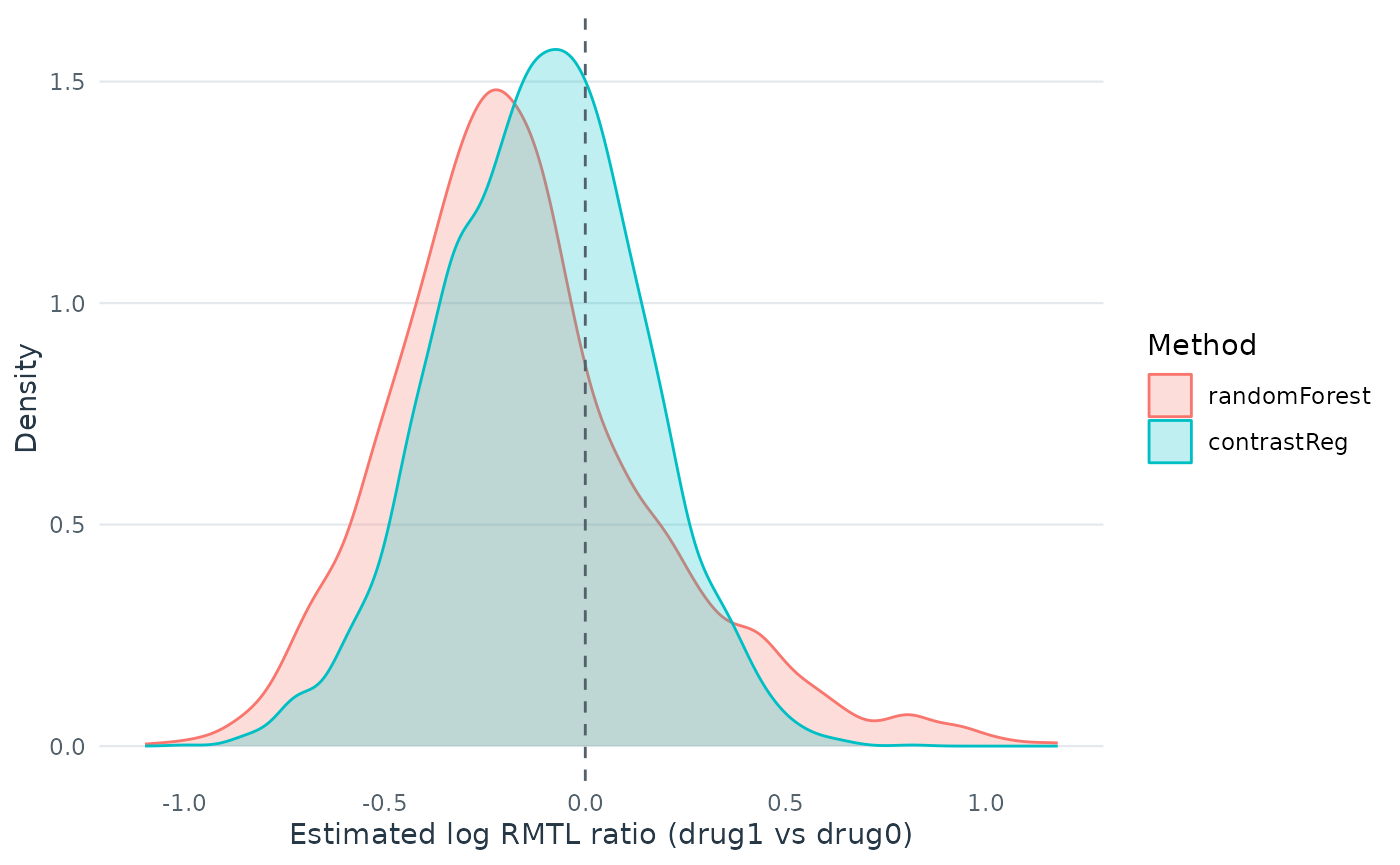 1.5
1.0
0.5
0.0
Density
-1.0 -0.5 0.0 0.5 1.0
Estimated log RMTL ratio (drug1 vs drug0)
Method
randomForest
contrastReg